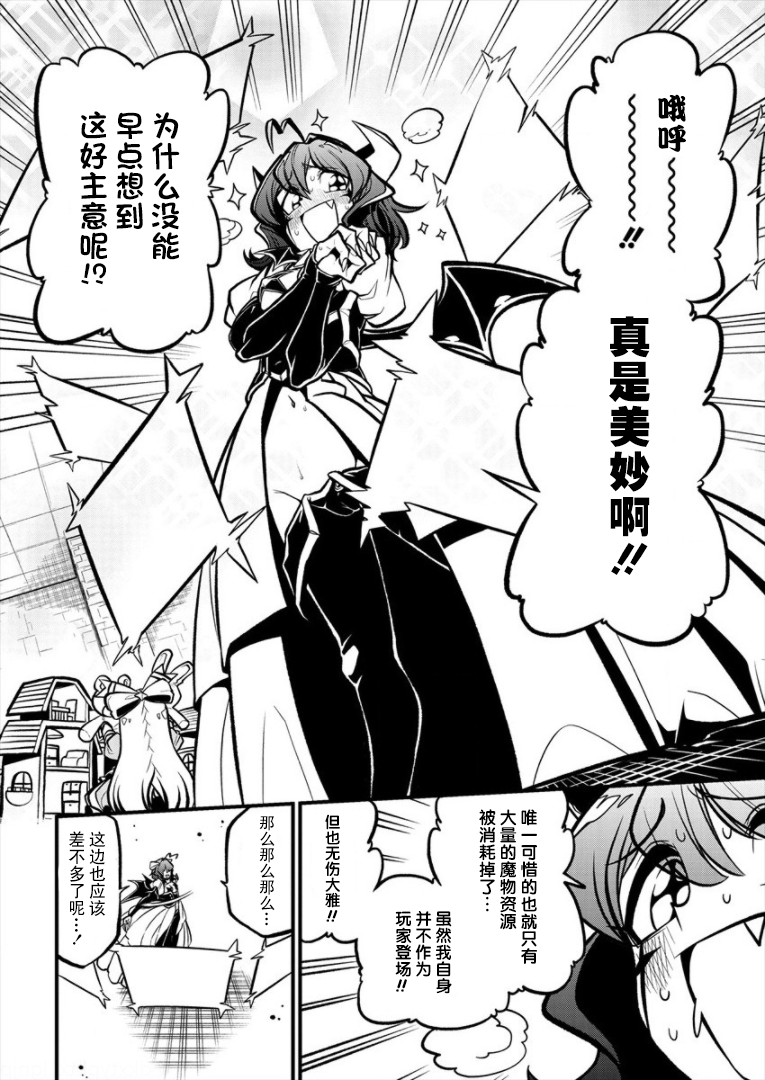 哦呼
〜〜〜〜〜〜!!
真是美妙啊!!
为什么没能
早点想到
这好主意呢!?
唯一可惜的也就只有
大量的魔物资源
被消耗掉了…
虽然我自身
并不作为
玩家登场!!
但也无伤大雅!!
那么那么那么…
这边也应该
差不多了呢…！